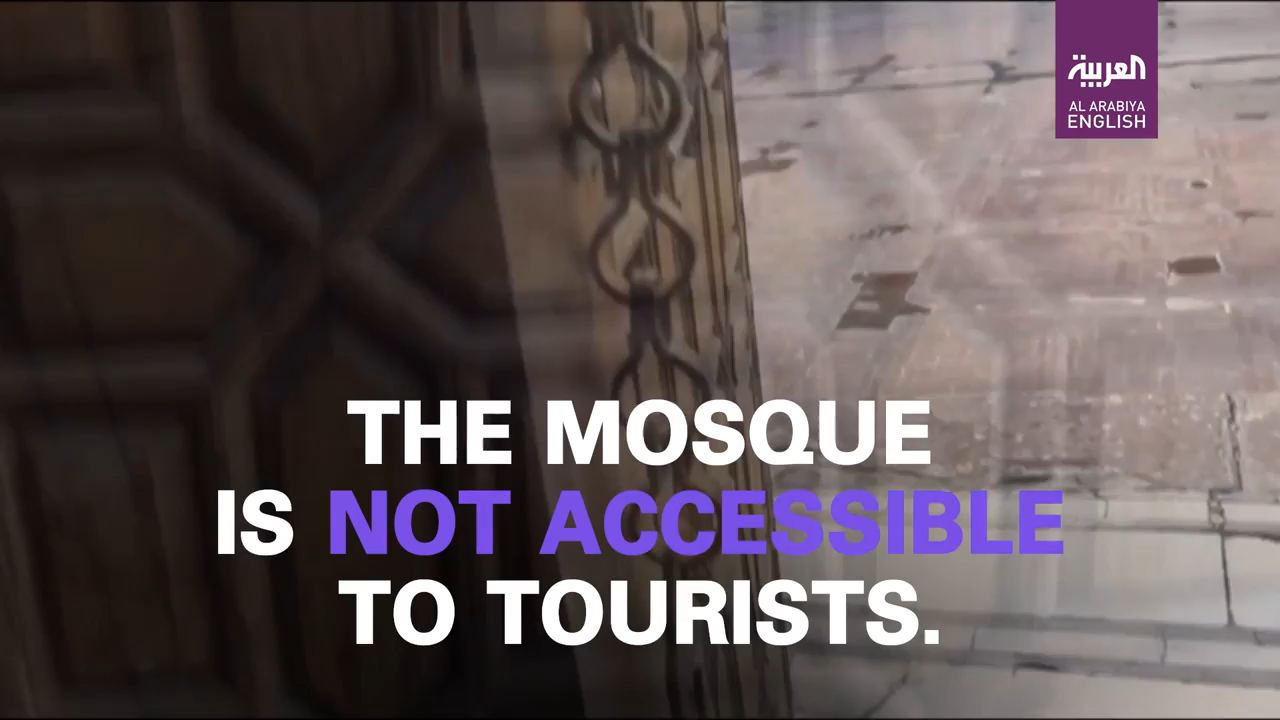 العربية
AL ARABIYA
ENGLISH
THE MOSQUE
IS NOT ACCESSIBLE
TO TOURISTS.